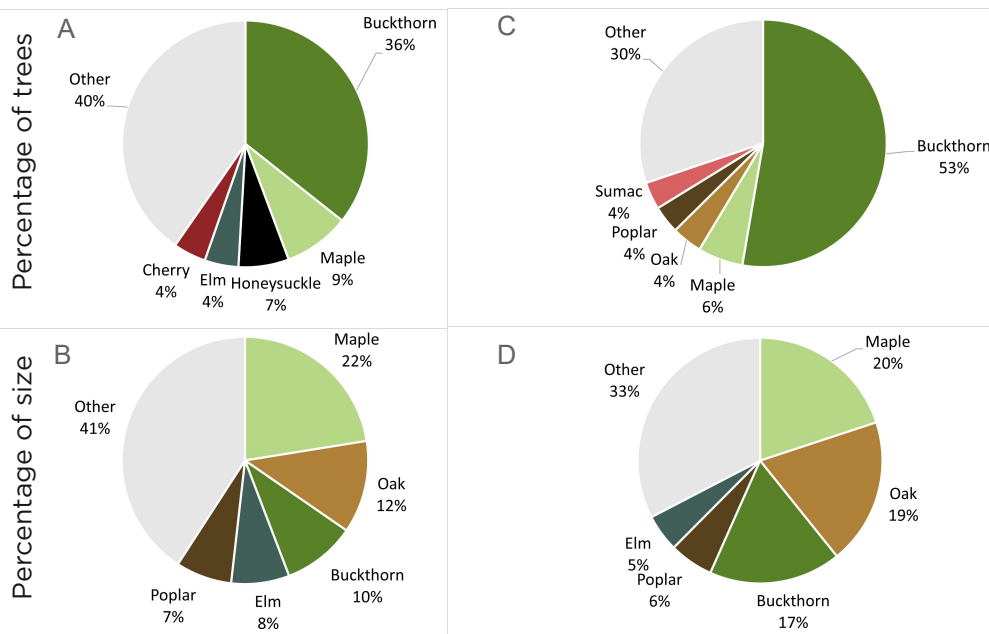 Percentage of trees
A
Buckthorn
36%
Other
40%
Cherry
4%
Elm
4%
Honeysuckle
7%
Maple
9%
C
Other
30%
Buckthorn
53%
Sumac
4%
Poplar
4%
Oak
4%
Maple
6%
Percentage of size
B
Maple
22%
Other
41%
Oak
12%
Buckthorn
10%
Poplar
7%
Elm
8%
D
Maple
20%
Other
33%
Oak
19%
Elm
5%
Poplar
6%
Buckthorn
17%